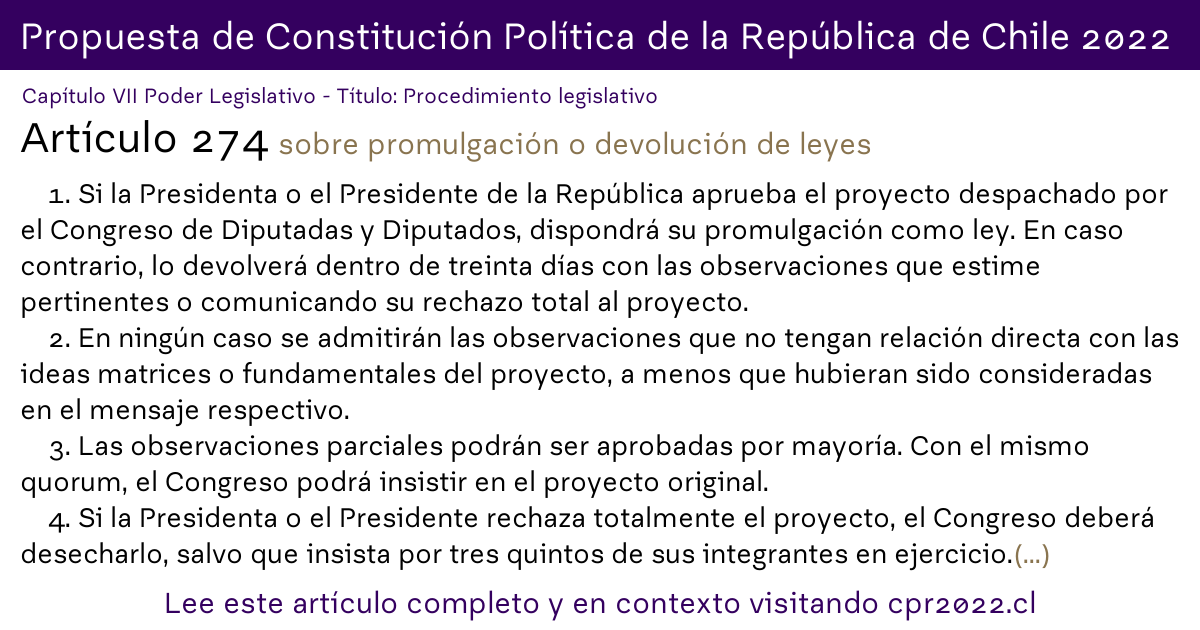 Propuesta de Constitución Política de la República de Chile 2022
Capítulo VII Poder Legislativo - Título: Procedimiento legislativo
Artículo 274 sobre promulgación o devolución de leyes
1. Si la Presidenta o el Presidente de la República aprueba el proyecto despachado por
el Congreso de Diputadas y Diputados, dispondrá su promulgación como ley. En caso
contrario, lo devolverá dentro de treinta días con las observaciones que estime
pertinentes o comunicando su rechazo total al proyecto.
2. En ningún caso se admitirán las observaciones que no tengan relación directa con las
ideas matrices o fundamentales del proyecto, a menos que hubieran sido consideradas
en el mensaje respectivo.
3. Las observaciones parciales podrán ser aprobadas por mayoría. Con el mismo
quorum, el Congreso podrá insistir en el proyecto original.
4. Si la Presidenta o el Presidente rechaza totalmente el proyecto, el Congreso deberá
desecharlo, salvo que insista por tres quintos de sus integrantes en ejercicio.(...)
Lee este artículo completo y en contexto visitando cpr2022.cl